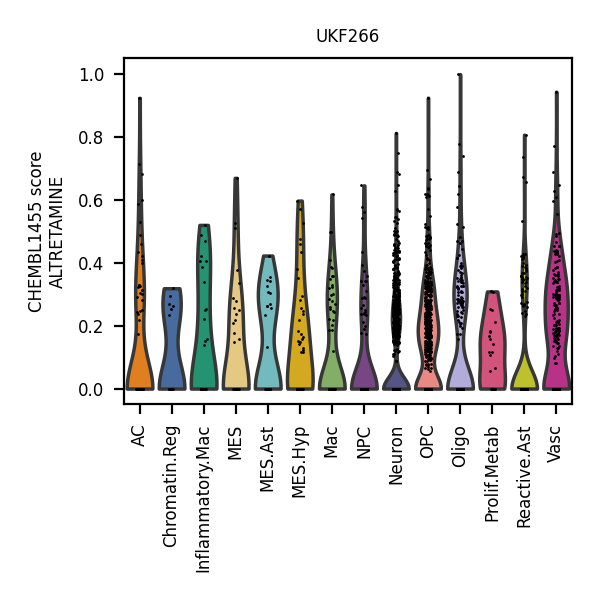 UKF266
CHEMBL1455 score
ALTRETAMINE
1.0
0.8
0.6
0.4
0.2
0.0
AC
Chromatin.Reg
Inflammatory.Mac
MES
MES.Ast
MES.Hyp
Mac
NPC
Neuron
OPC
Oligo
Prolif.Metab
Reactive.Ast
Vasc